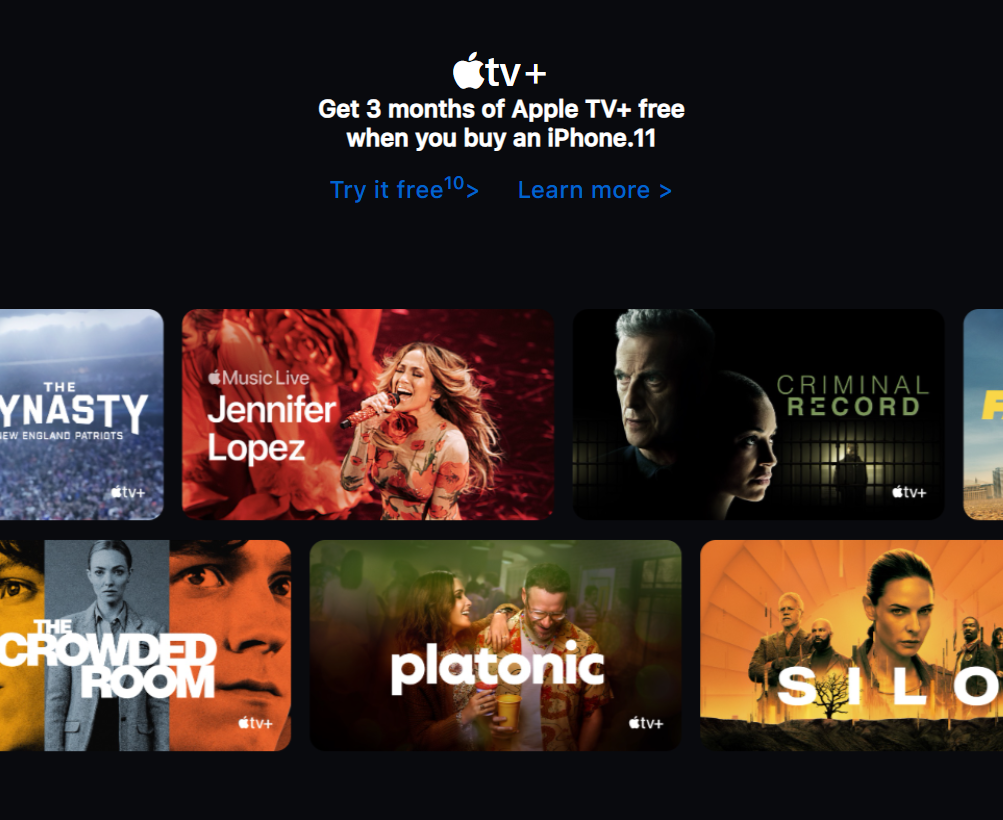 tv+
Get 3 months of Apple TV+ free
when you buy an iPhone.11
Try it free10> Learn more >
THE
YNASTY
NEW ENGLAND PATRIOTS
tv+
Music Live
Jennifer
Lopez
CRIMINAL
RECORD
tv+
THE
CROWDED
ROOM
tv+
platonic
tv+
SILO